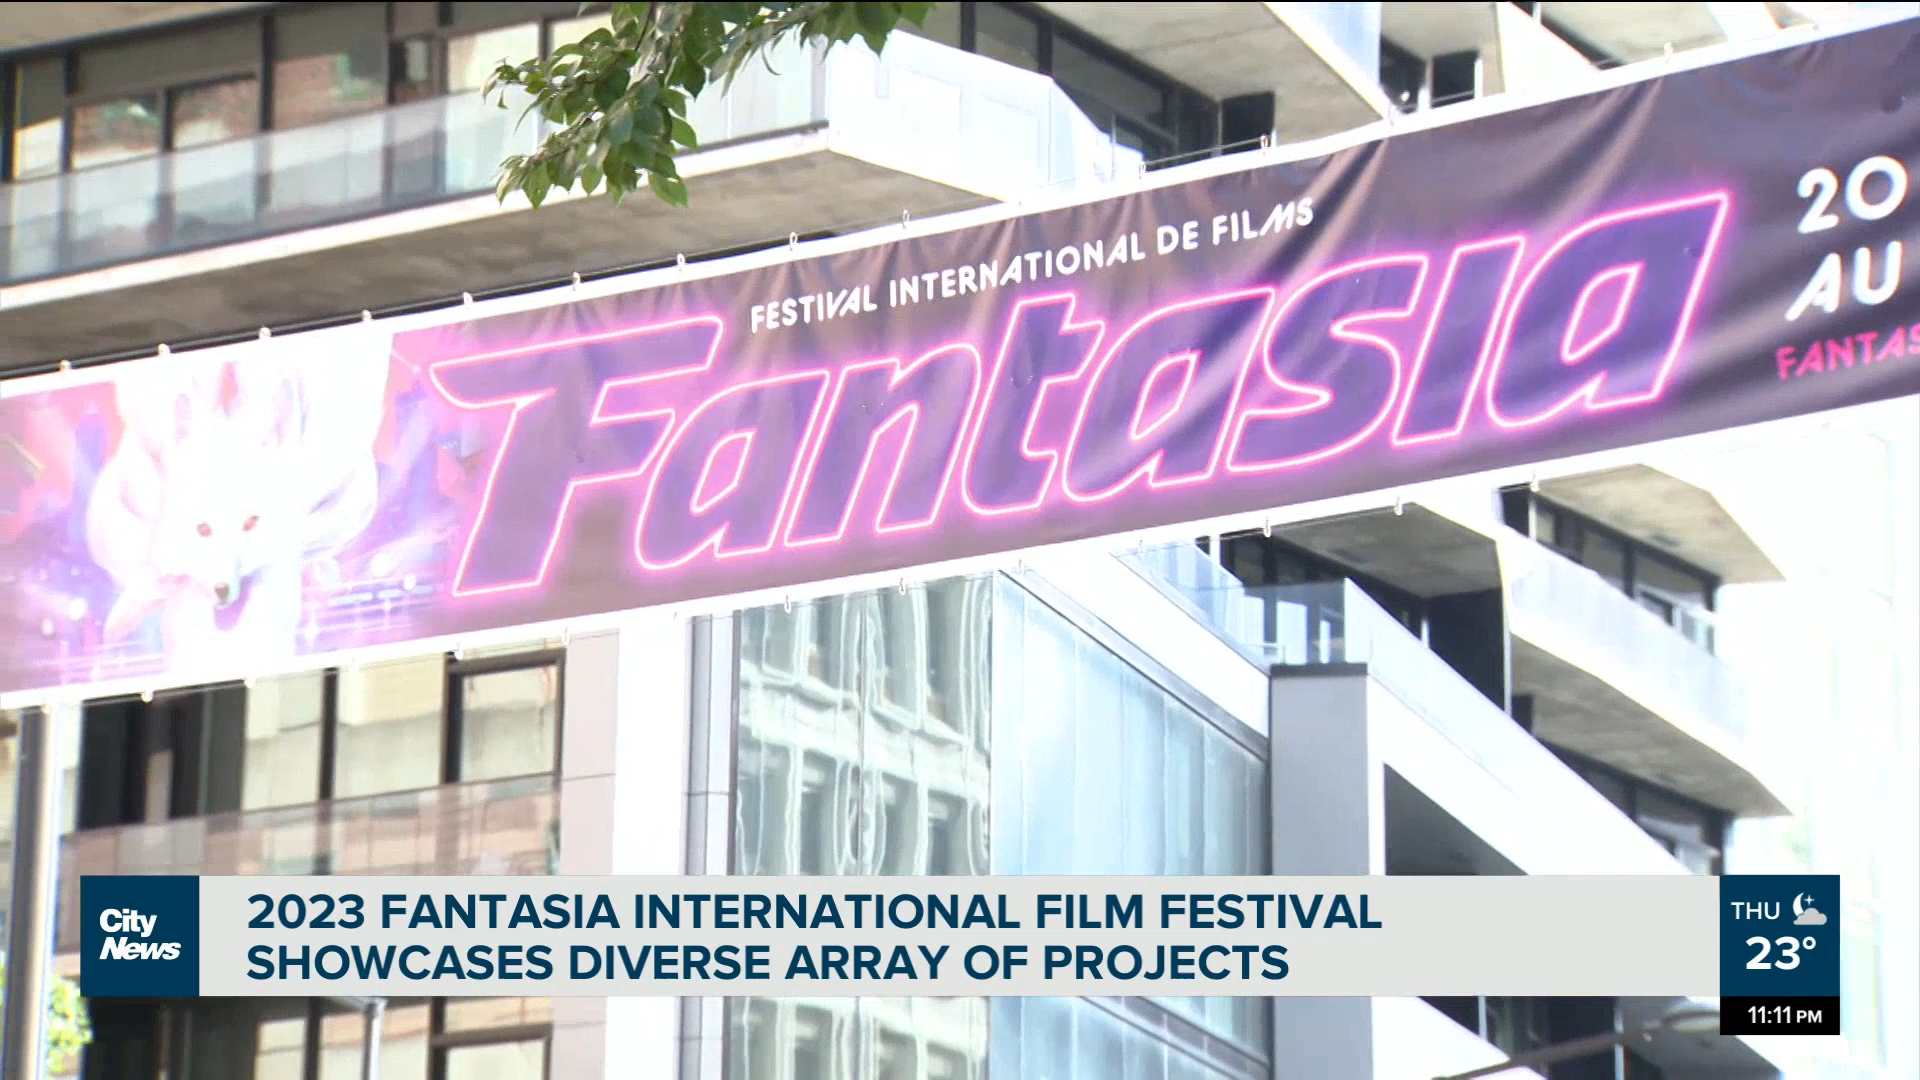 FESTIVAL INTERNATIONAL DE FILMS
Fantasia
20
AU
FANTAS
City
News
2023 FANTASIA INTERNATIONAL FILM FESTIVAL
SHOWCASES DIVERSE ARRAY OF PROJECTS
THU
23°
11:11 PM